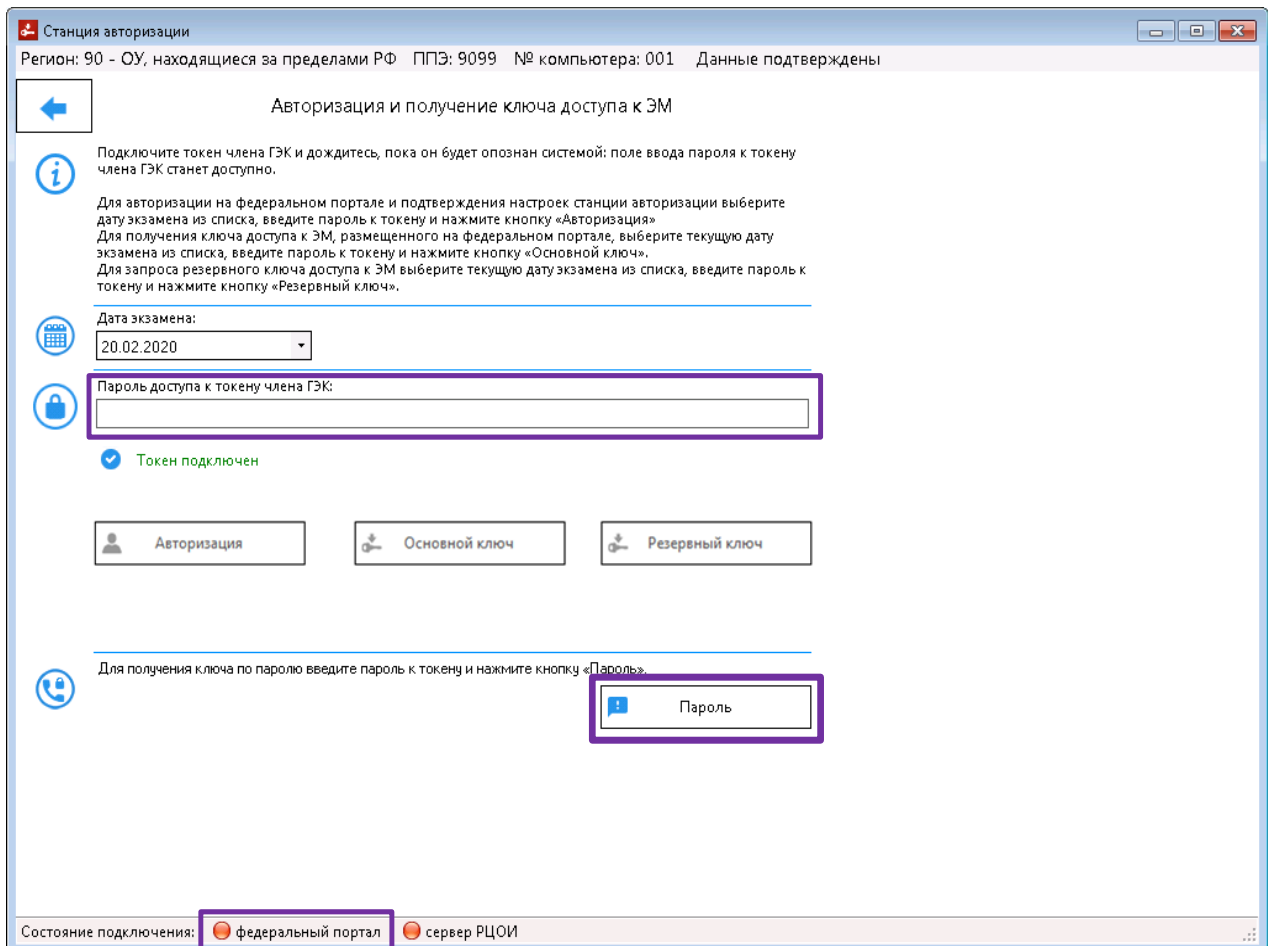 Станция авторизации
Регион: 90 - ОУ, находящиеся за пределами РФ ППЭ: 9099 № компьютера: 001 Данные подтверждены
Авторизация и получение ключа доступа к ЭМ
Подключите токен члена ГЭК и дождитесь, пока он будет опознан системой: поле ввода пароля к токену
члена ГЭК станет доступно.
Для авторизации на федеральном портале и подтверждения настроек станции авторизации выберите
дату экзамена из списка, введите пароль к токену и нажмите кнопку «Авторизация»
Для получения ключа доступа к ЭМ, размещенного на федеральном портале, выберите текущую дату
экзамена из списка, введите пароль к токену и нажмите кнопку «Основной ключ».
Для запроса резервного ключа доступа к ЭМ выберите текущую дату экзамена из списка, введите пароль к
токену и нажмите кнопку «Резервный ключ».
Дата экзамена:
20.02.2020
Пароль доступа к токену члена ГЭК:
Токен подключен
Авторизация
Основной ключ
Резервный ключ
Для получения ключа по паролю введите пароль к токену и нажмите кнопку «Пароль».
Пароль
Состояние подключения: федеральный портал сервер РЦОИ